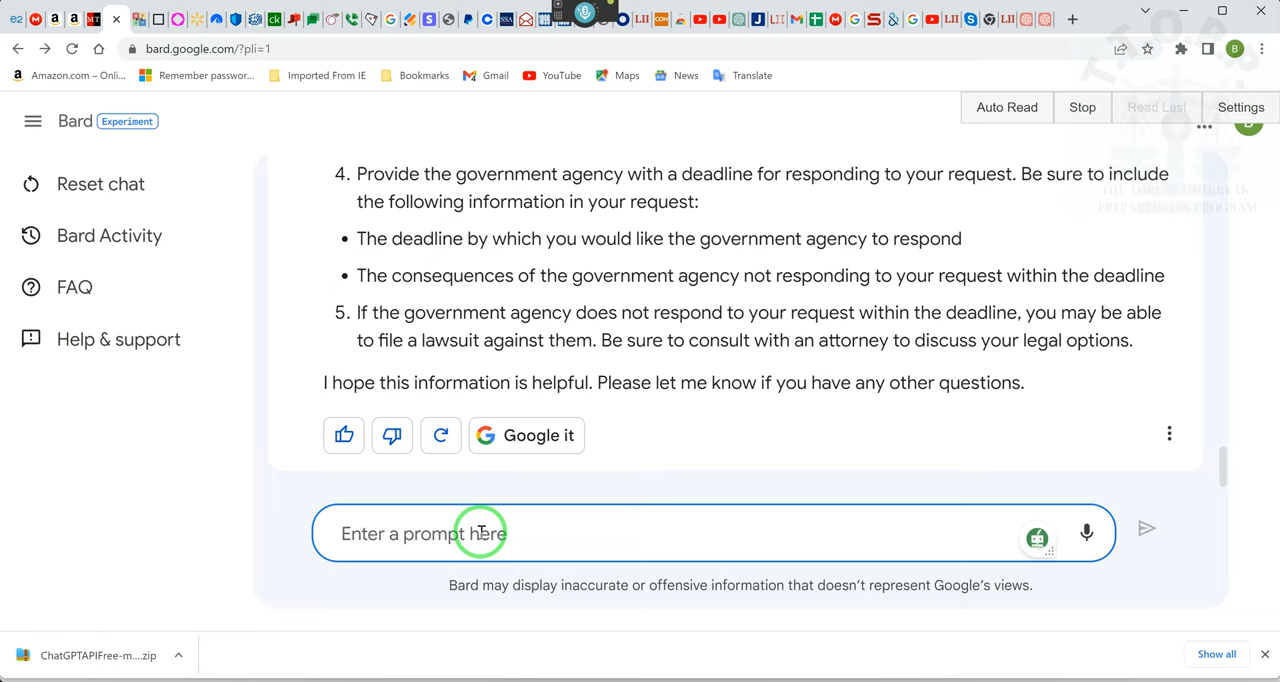 bard.google.com/?pli=1
B
Amazon.com – Onli...
Remember passwor...
Imported From IE
Bookmarks
Gmail
YouTube
Maps
News
Translate
T.T.O.P.P.
Auto Read
Stop
Read Last
Settings
Bard Experiment
Reset chat
Bard Activity
FAQ
Help & support
4. Provide the government agency with a deadline for responding to your request. Be sure to include
the following information in your request:
• The deadline by which you would like the government agency to respond
• The consequences of the government agency not responding to your request within the deadline
5. If the government agency does not respond to your request within the deadline, you may be able
to file a lawsuit against them. Be sure to consult with an attorney to discuss your legal options.
I hope this information is helpful. Please let me know if you have any other questions.
Google it
Enter a prompt here
Bard may display inaccurate or offensive information that doesn't represent Google's views.
ChatGPTAPIFree-m....zip
Show all